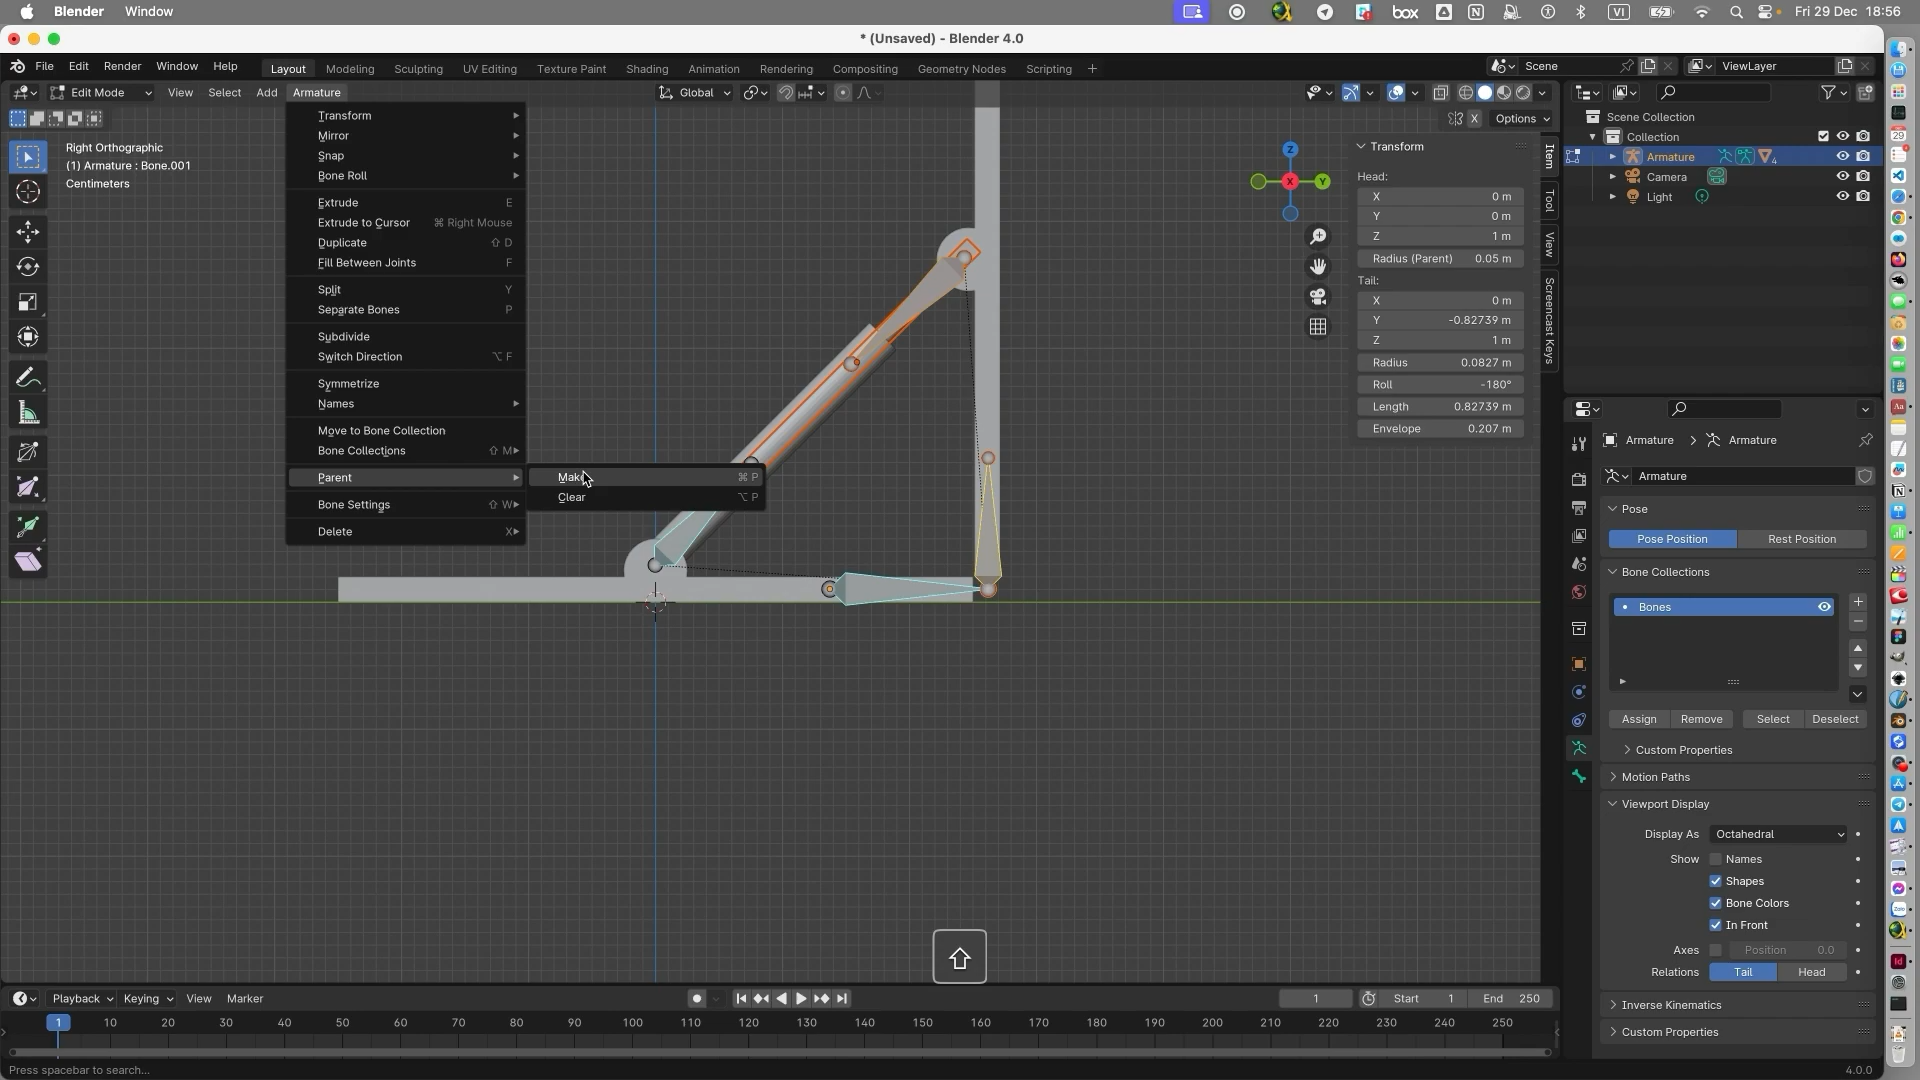 Blender Window
box
N
VI
Fri 29 Dec 18:56
* (Unsaved) - Blender 4.0
File Edit Render Window Help Layout Modeling Sculpting UV Editing Texture Paint Shading Animation Rendering Compositing Geometry Nodes Scripting +
Scene
ViewLayer
Edit Mode View Select Add Armature
Global
X Options
Right Orthographic
(1) Armature : Bone.001
Centimeters
Transform
Mirror
Snap
Bone Roll
Extrude E
Extrude to Cursor ⌘ Right Mouse
Duplicate ⇧ D
Fill Between Joints F
Split Y
Separate Bones P
Subdivide
Switch Direction ⌥ F
Symmetrize
Names
Move to Bone Collection
Bone Collections ⇧ M
Parent
Bone Settings ⇧ W
Delete X
Make ⌘ P
Clear ⌥ P
Z
X
Y
Transform
Head:
X 0 m
Y 0 m
Z 1 m
Radius (Parent) 0.05 m
Tail:
X 0 m
Y -0.82739 m
Z 1 m
Radius 0.0827 m
Roll -180°
Length 0.82739 m
Envelope 0.207 m
Item
Tool
View
Screencast Keys
Scene Collection
Collection
Armature
4
Camera
Light
Armature > Armature
Armature
Pose
Pose Position Rest Position
Bone Collections
Bones
Assign Remove Select Deselect
Custom Properties
Motion Paths
Viewport Display
Display As Octahedral
Show Names
Shapes
Bone Colors
In Front
Axes Position 0.0
Relations Tail Head
Inverse Kinematics
Custom Properties
Playback Keying View Marker
1 Start 1 End 250
1 10 20 30 40 50 60 70 80 90 100 110 120 130 140 150 160 170 180 190 200 210 220 230 240 250
Press spacebar to search...
4.0.0